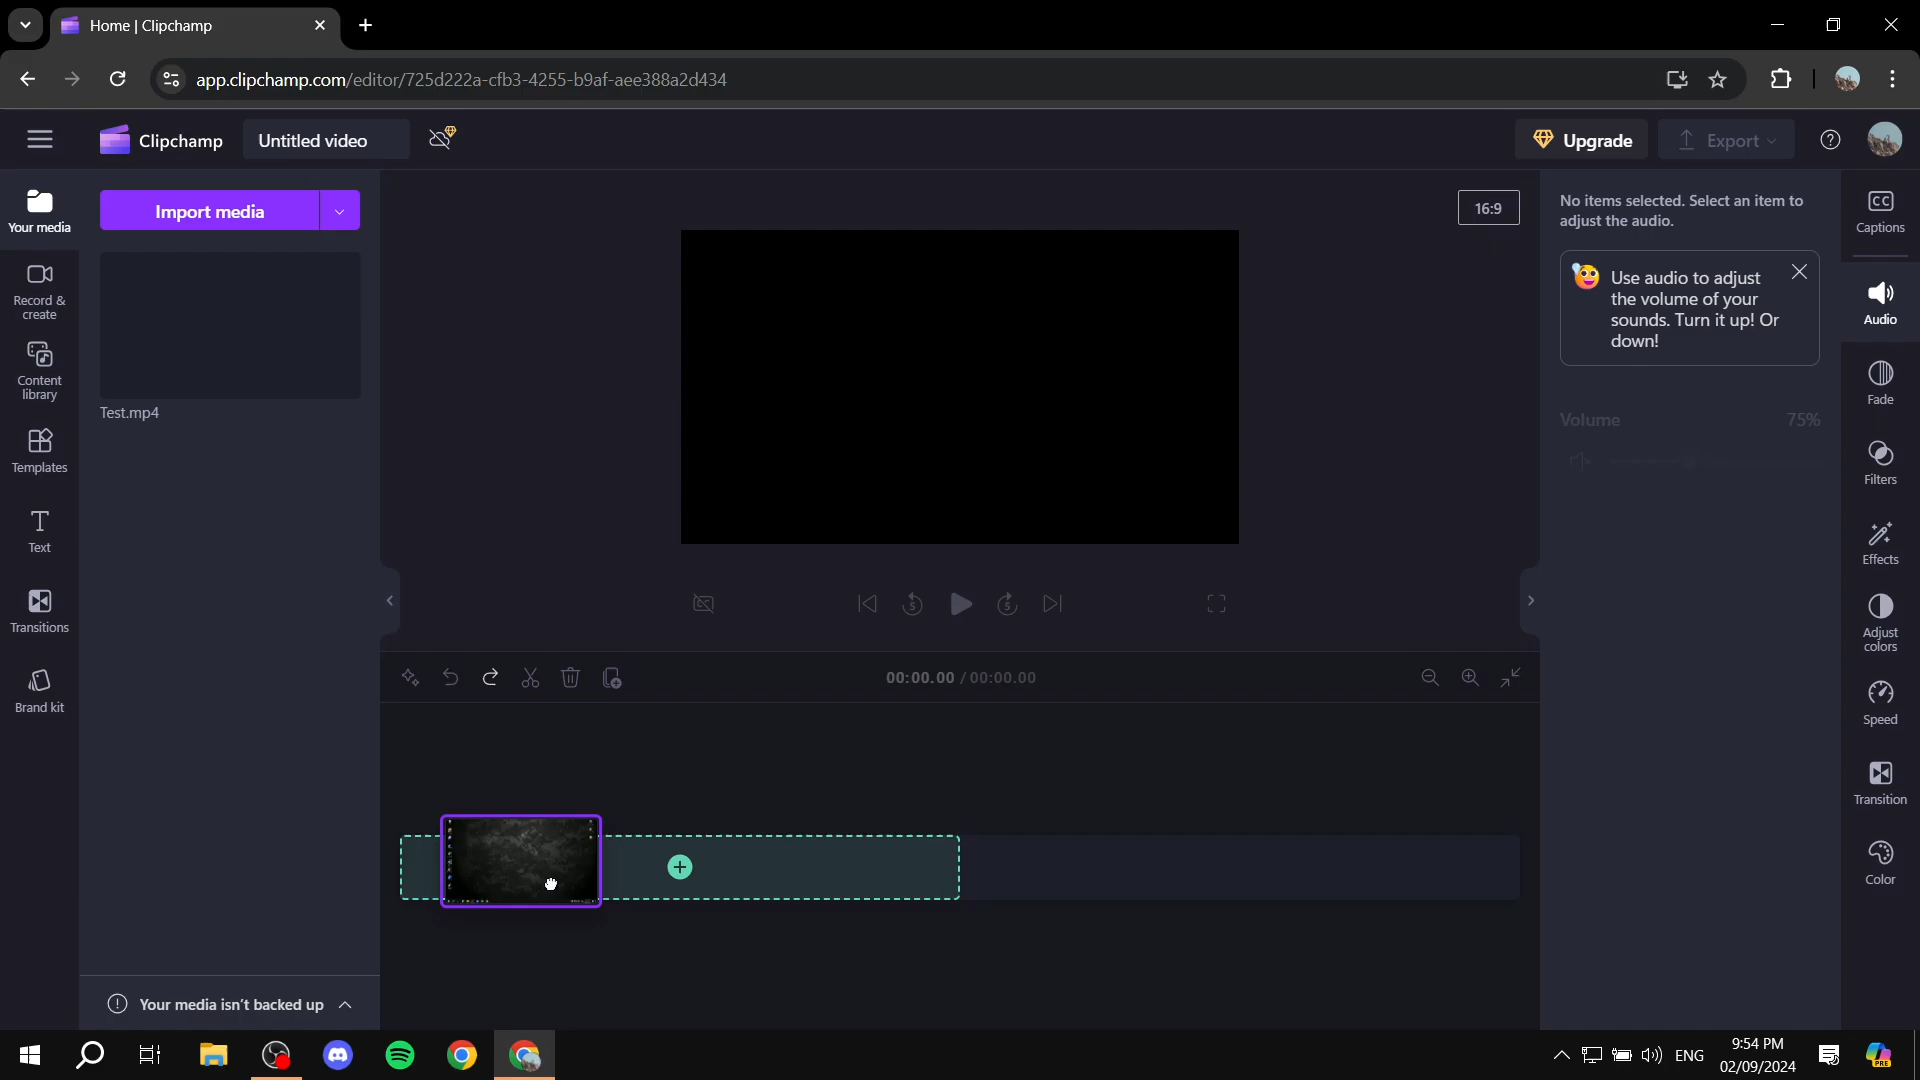 Home | Clipchamp
app.clipchamp.com/editor/725d222a-cfb3-4255-b9af-aee388a2d434
Clipchamp
Untitled video
Upgrade
Export
Your media
Import media
16:9
No items selected. Select an item to
adjust the audio.
Captions
Record &
create
Use audio to adjust
the volume of your
sounds. Turn it up! Or
down!
Audio
Content
library
Test.mp4
Fade
Volume 75%
Templates
Filters
Text
Effects
Transitions
Adjust
colors
5
5
Brand kit
00:00.00 / 00:00.00
Speed
Transition
Color
Your media isn't backed up
ENG
9:54 PM
02/09/2024
PRE